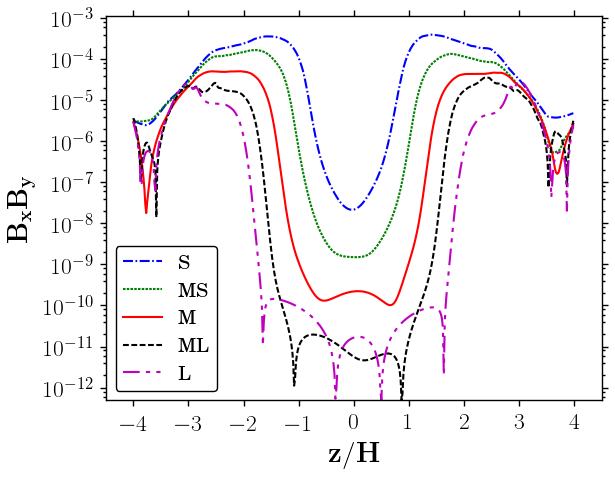 10⁻³
10⁻⁴
10⁻⁵
10⁻⁶
10⁻⁷
10⁻⁸
10⁻⁹
10⁻¹⁰
10⁻¹¹
10⁻¹²
BₓBᵧ
S
MS
M
ML
L
−4 −3 −2 −1 0 1 2 3 4
z/H